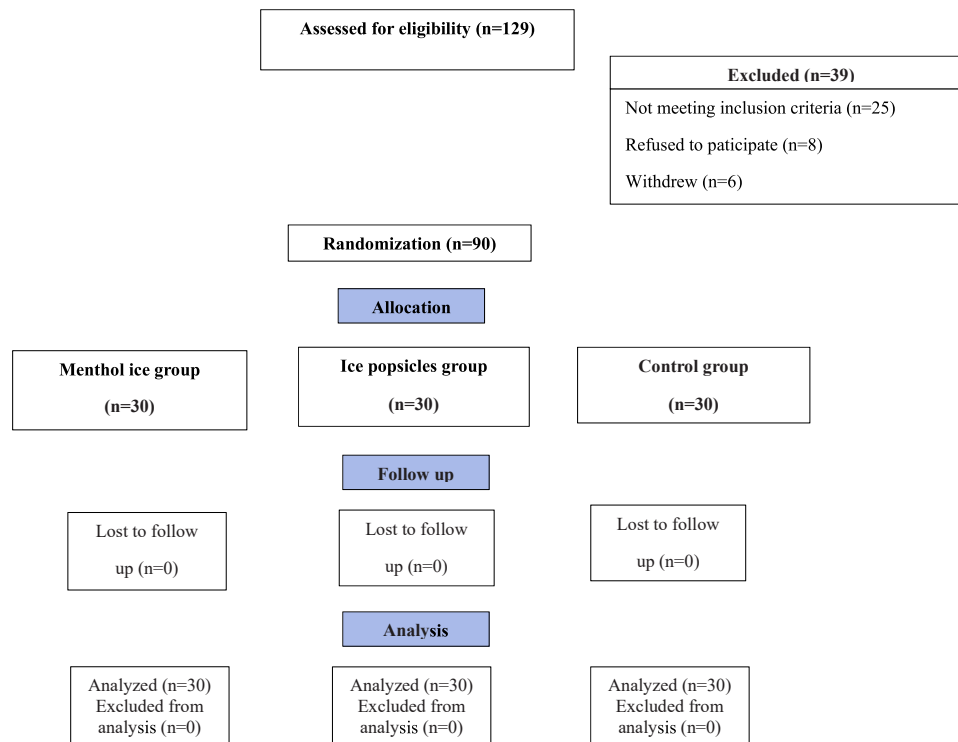 Assessed for eligibility (n=129)
Excluded (n=39)
Not meeting inclusion criteria (n=25)
Refused to paticipate (n=8)
Withdrew (n=6)
Randomization (n=90)
Allocation
Menthol ice group
(n=30)
Ice popsicles group
(n=30)
Control group
(n=30)
Follow up
Lost to follow
up (n=0)
Lost to follow
up (n=0)
Lost to follow
up (n=0)
Analysis
Analyzed (n=30)
Excluded from
analysis (n=0)
Analyzed (n=30)
Excluded from
analysis (n=0)
Analyzed (n=30)
Excluded from
analysis (n=0)